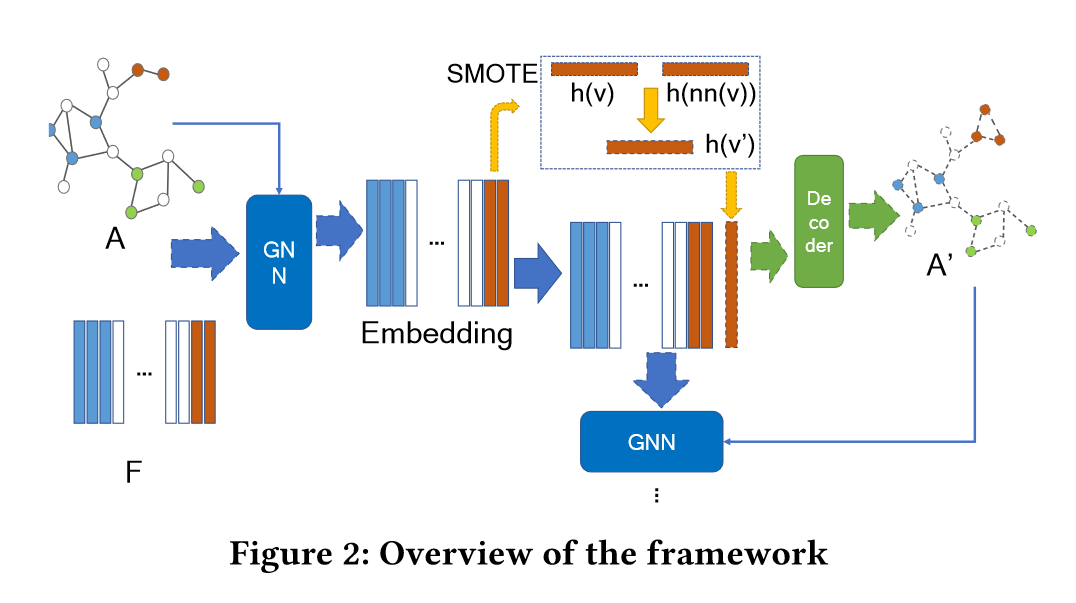 SMOTE
h(v)
h(nn(v))
h(v’)
A
GN
N
...
Embedding
...
De
co
der
A’
...
F
GNN
...
Figure 2: Overview of the framework